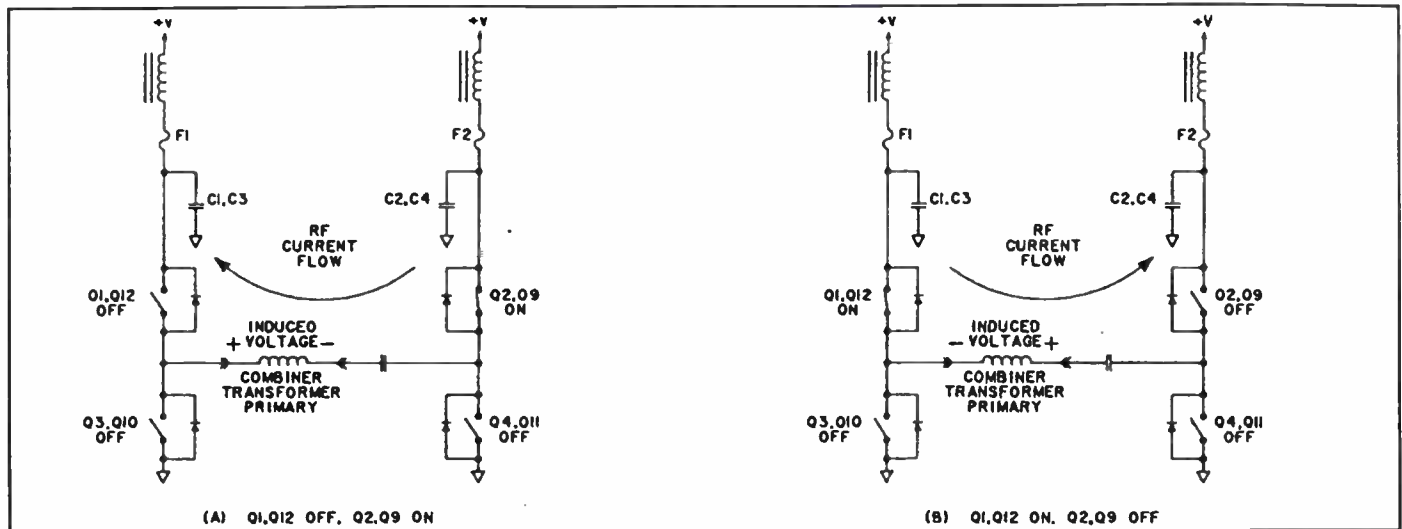 +V
+V
F1
F2
C1,C3
C2,C4
RF
CURRENT
FLOW
Q1,Q12
OFF
Q2,Q9
ON
INDUCED
+ VOLTAGE -
COMBINER
TRANSFORMER
PRIMARY
Q3,Q10
OFF
Q4,Q11
OFF
(A) Q1,Q12 OFF, Q2,Q9 ON
+V
+V
F1
F2
C1,C3
C2,C4
RF
CURRENT
FLOW
Q1,Q12
ON
Q2,Q9
OFF
INDUCED
- VOLTAGE +
COMBINER
TRANSFORMER
PRIMARY
Q3,Q10
OFF
Q4,Q11
OFF
(B) Q1,Q12 ON, Q2,Q9 OFF